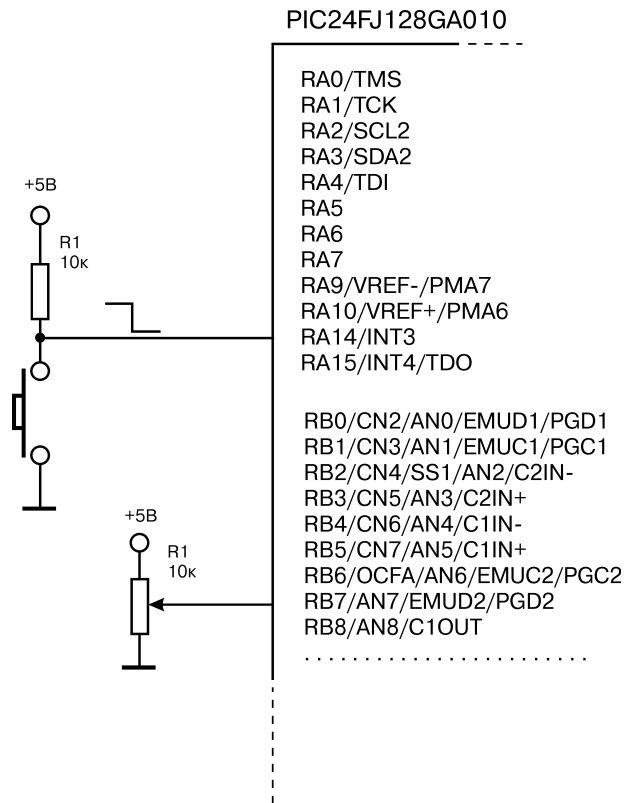 PIC24FJ128GA010
RA0/TMS
RA1/TCK
RA2/SCL2
RA3/SDA2
RA4/TDI
RA5
RA6
RA7
RA9/VREF-/PMA7
RA10/VREF+/PMA6
RA14/INT3
RA15/INT4/TDO
+5В
R1
10к
RB0/CN2/AN0/EMUD1/PGD1
RB1/CN3/AN1/EMUC1/PGC1
RB2/CN4/SS1/AN2/C2IN-
RB3/CN5/AN3/C2IN+
RB4/CN6/AN4/C1IN-
RB5/CN7/AN5/C1IN+
RB6/OCFA/AN6/EMUC2/PGC2
RB7/AN7/EMUD2/PGD2
RB8/AN8/C1OUT
. . . . . . . . . . . . . . . . . . . . . . . .
+5В
R1
10к